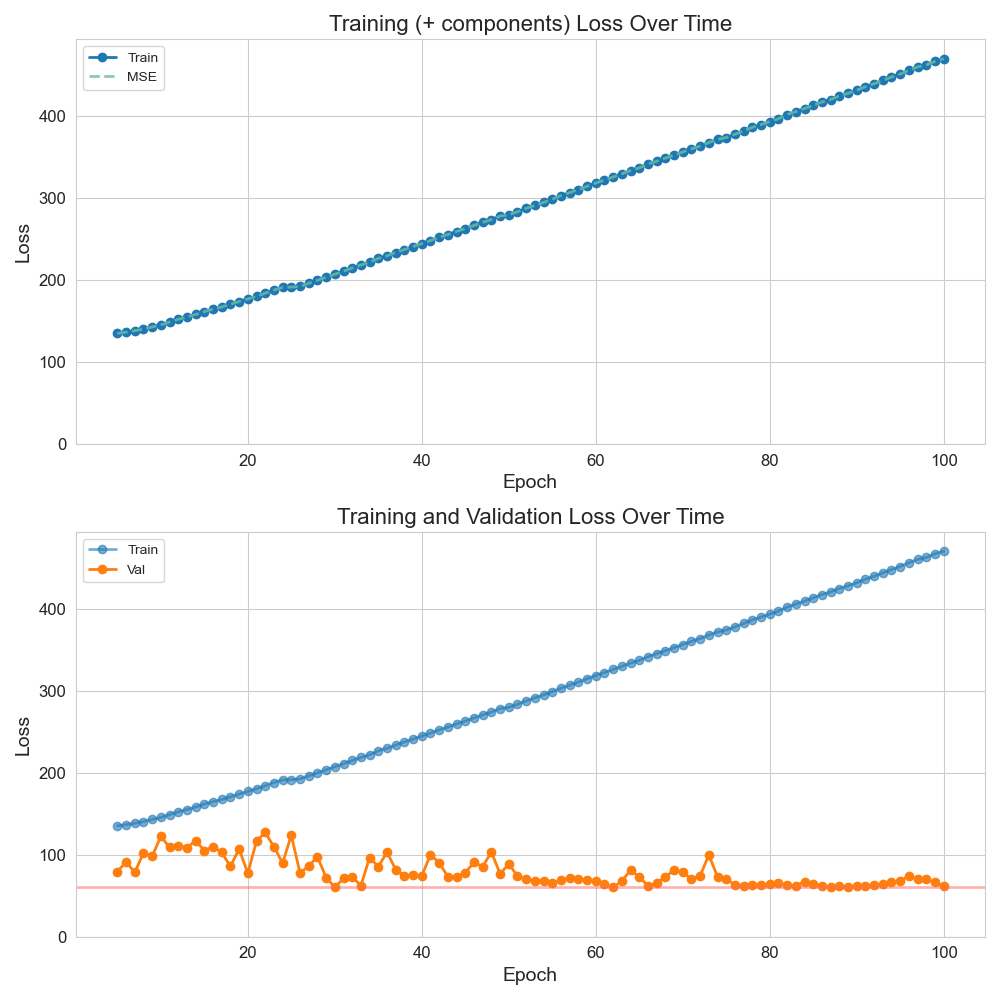 Training (+ components) Loss Over Time
Train
MSE
Loss
400
300
200
100
0
20 40 60 80 100
Epoch
Training and Validation Loss Over Time
Train
Val
Loss
400
300
200
100
0
20 40 60 80 100
Epoch